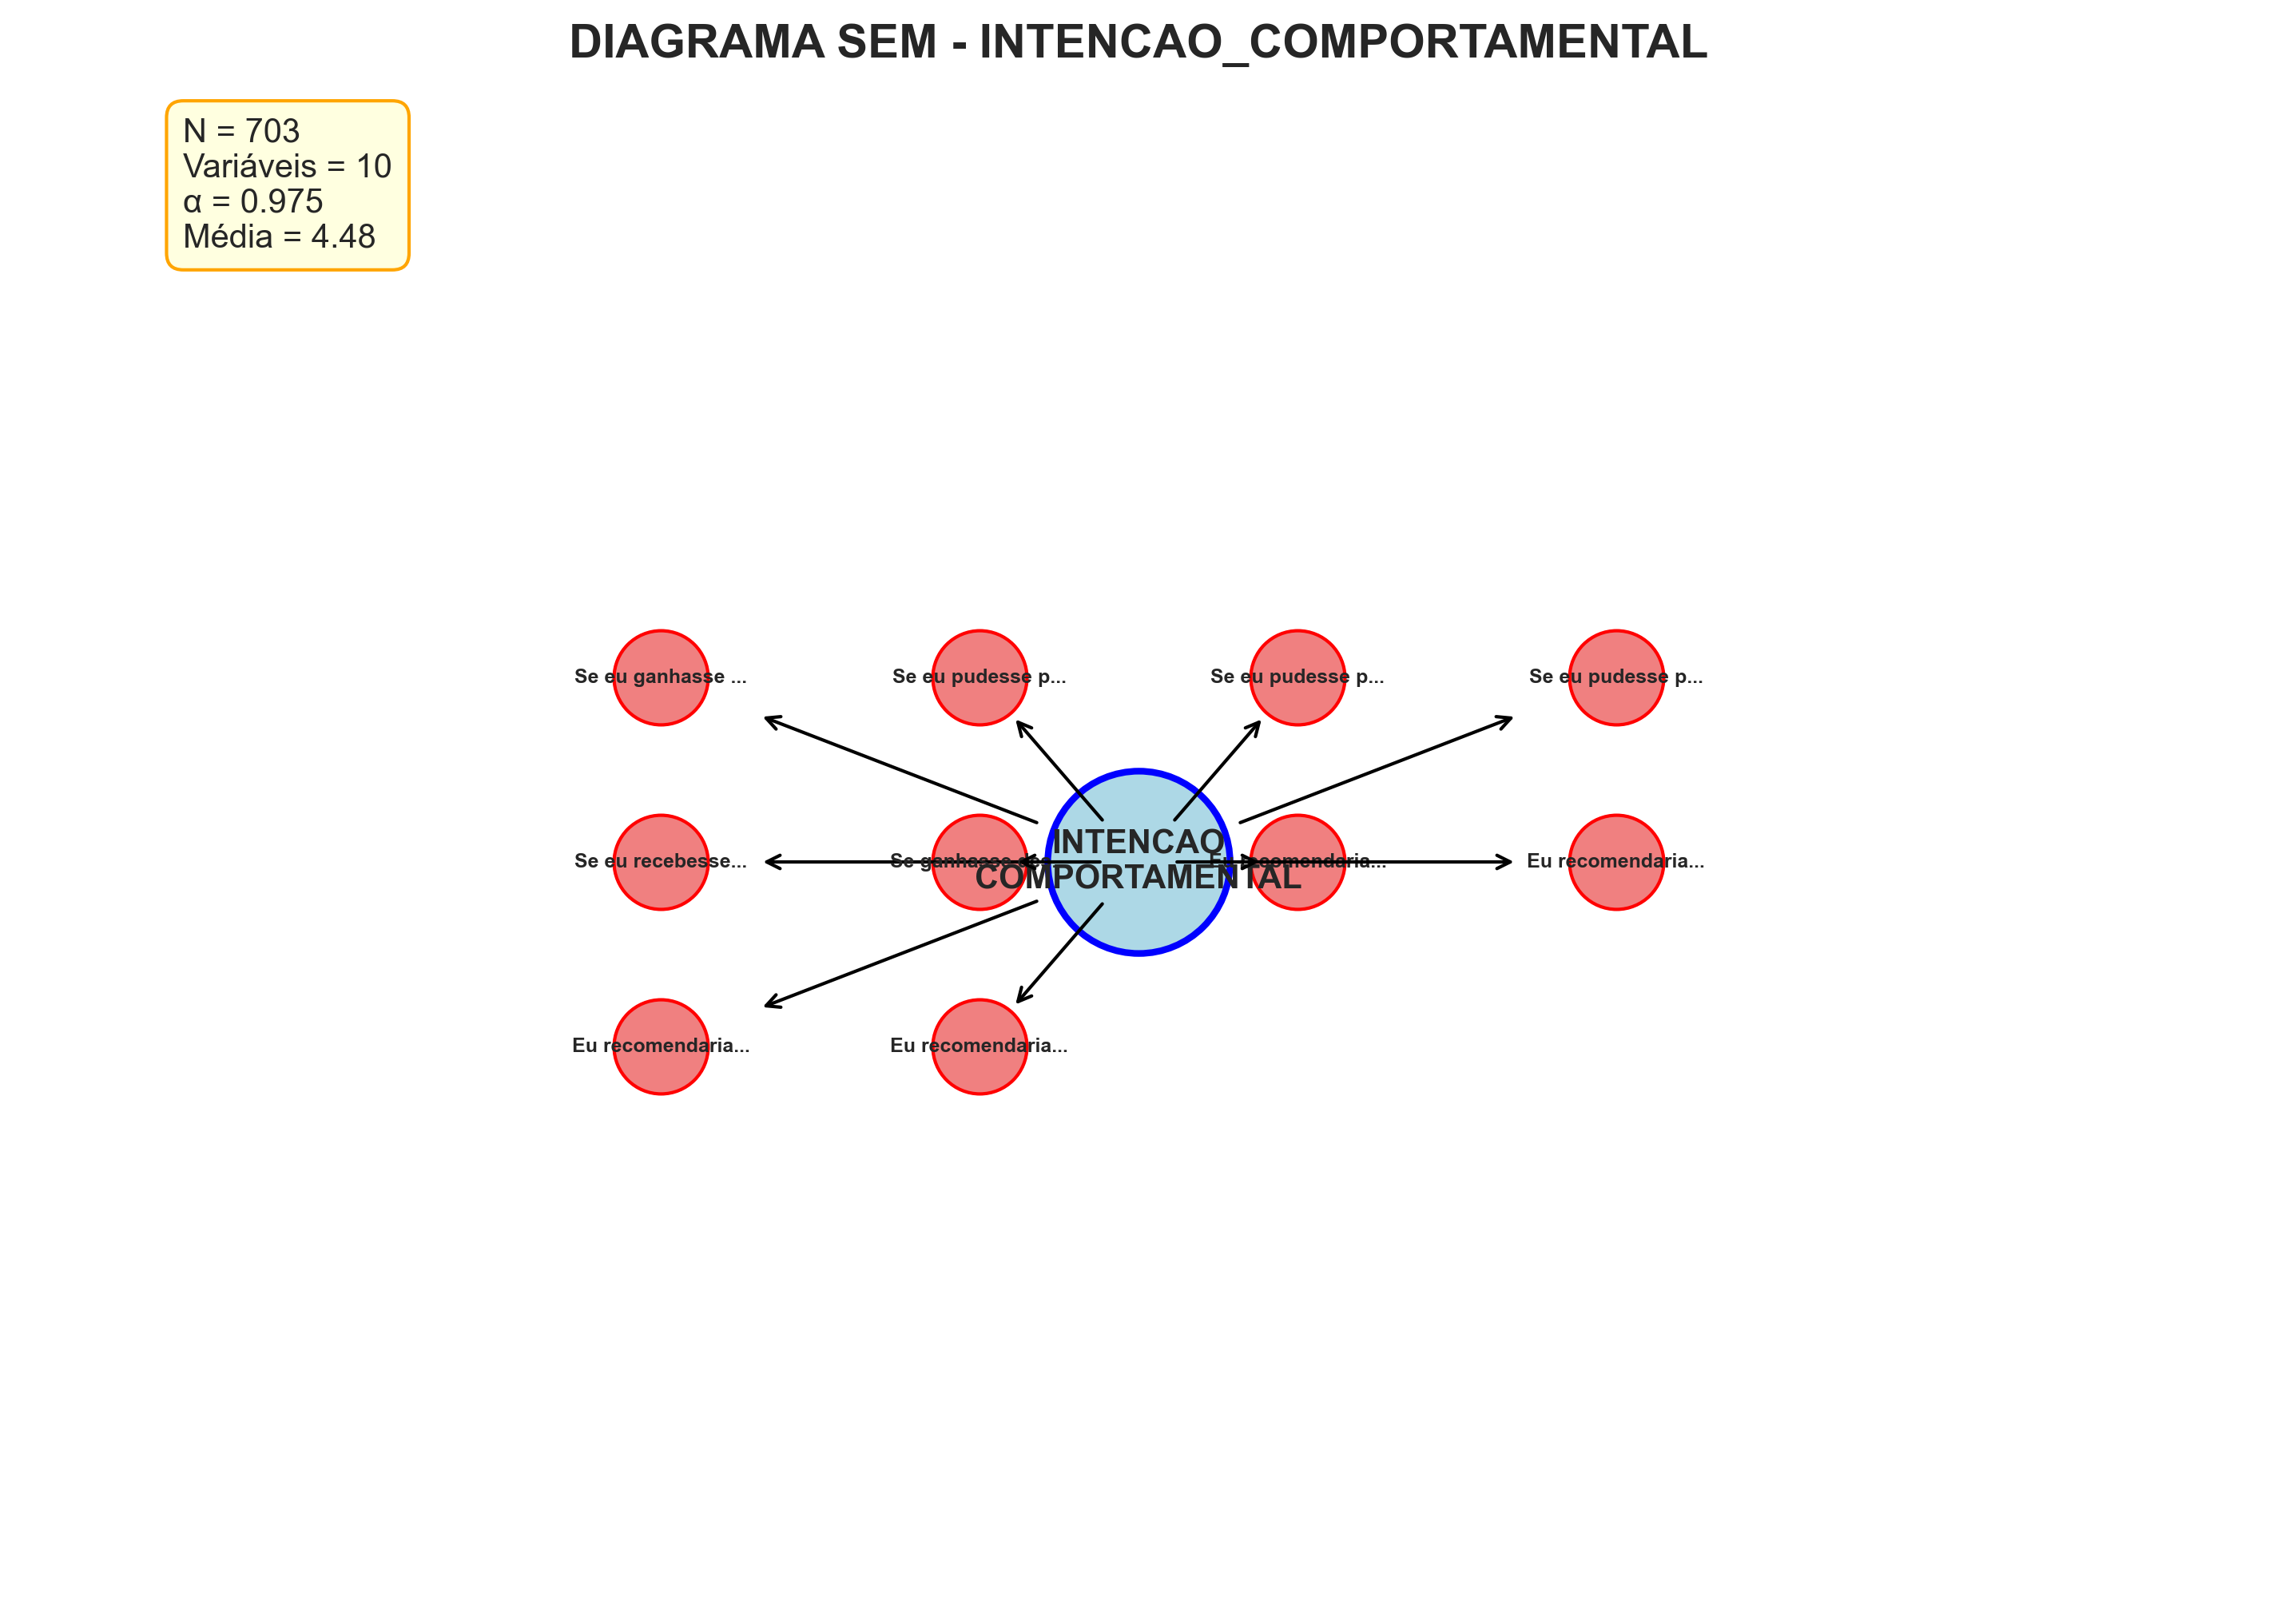 DIAGRAMA SEM - INTENCAO_COMPORTAMENTAL
N = 703
Variáveis = 10
α = 0.975
Média = 4.48
Se eu ganhasse ...
Se eu pudesse p...
Se eu pudesse p...
Se eu pudesse p...
Se eu recebesse...
Se ganhasse
INTENCAO
COMPORTAMENTAL
Eu recomendaria...
Eu recomendaria...
Eu recomendaria...
Eu recomendaria...